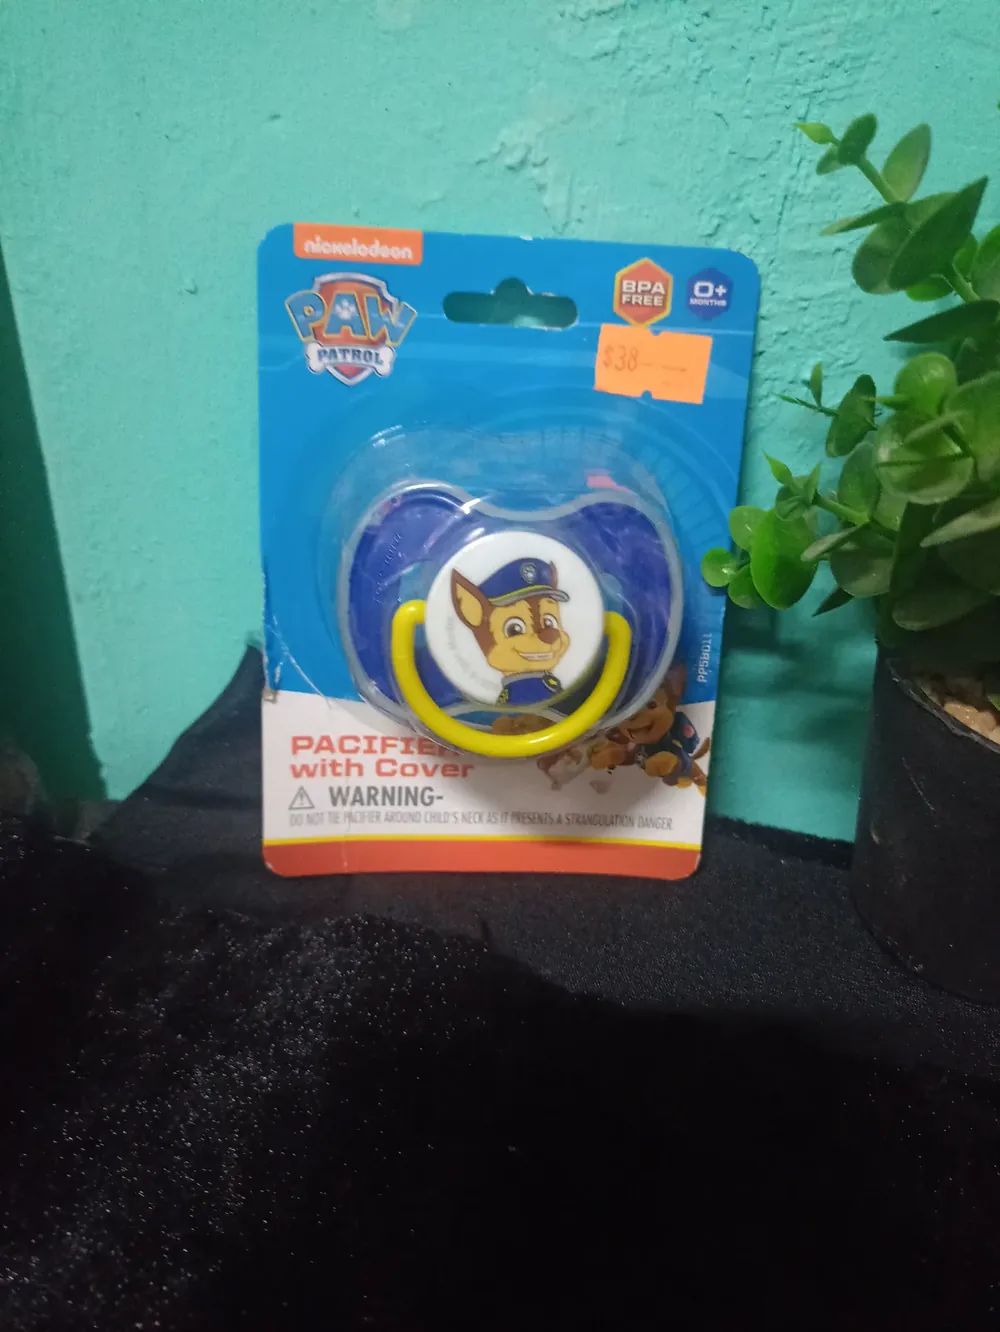 nickelodeon
PAW
PATROL
BPA
FREE
0+
MONTHS
$38-
PP58011
PACIFIER
with Cover
WARNING-
DO NOT TIE PACIFIER AROUND CHILD'S NECK AS IT PRESENTS A STRANGULATION DANGER.